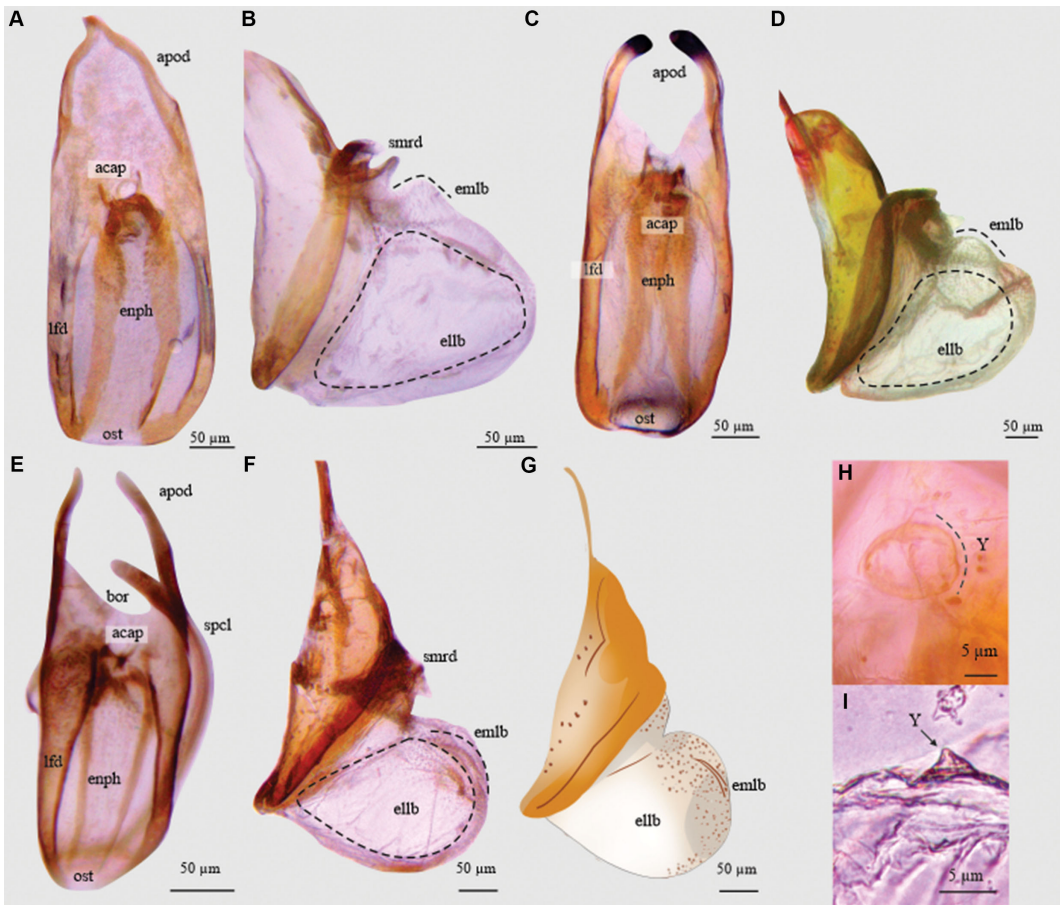 A
apod
acap
enph
lfd
ost
50 µm
B
smrd
emlb
ellb
50 µm
C
apod
acap
lfd
enph
ost
50 µm
D
emlb
ellb
50 µm
E
apod
bor
acap
spcl
lfd
enph
ost
50 µm
F
smrd
emlb
ellb
50 µm
G
emlb
ellb
50 µm
H
Y
5 µm
I
Y
5 µm